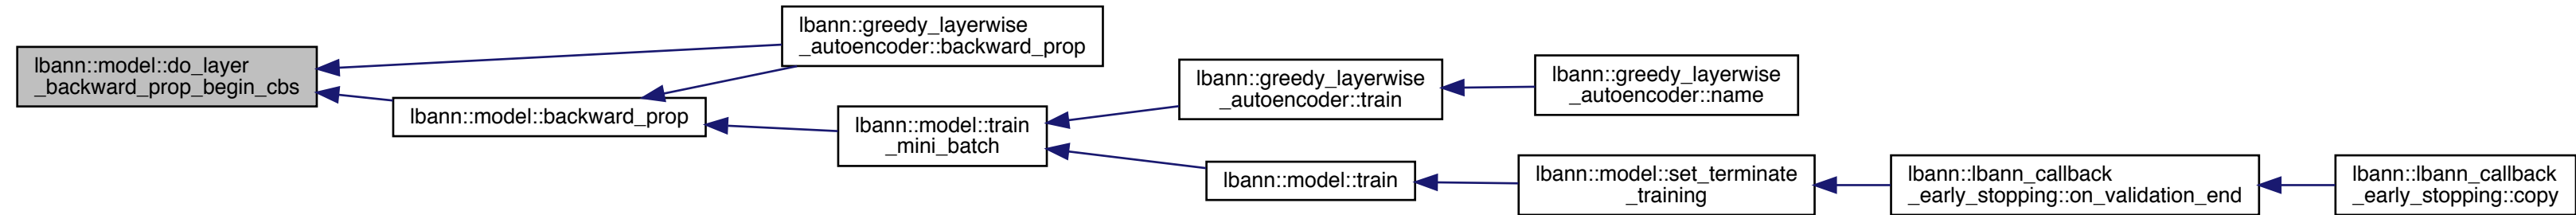 lbann::model::do_layer
_backward_prop_begin_cbs
lbann::greedy_layerwise
_autoencoder::backward_prop
lbann::model::backward_prop
lbann::model::train
_mini_batch
lbann::greedy_layerwise
_autoencoder::train
lbann::greedy_layerwise
_autoencoder::name
lbann::model::train
lbann::model::set_terminate
_training
lbann::lbann_callback
_early_stopping::on_validation_end
lbann::lbann_callback
_early_stopping::copy